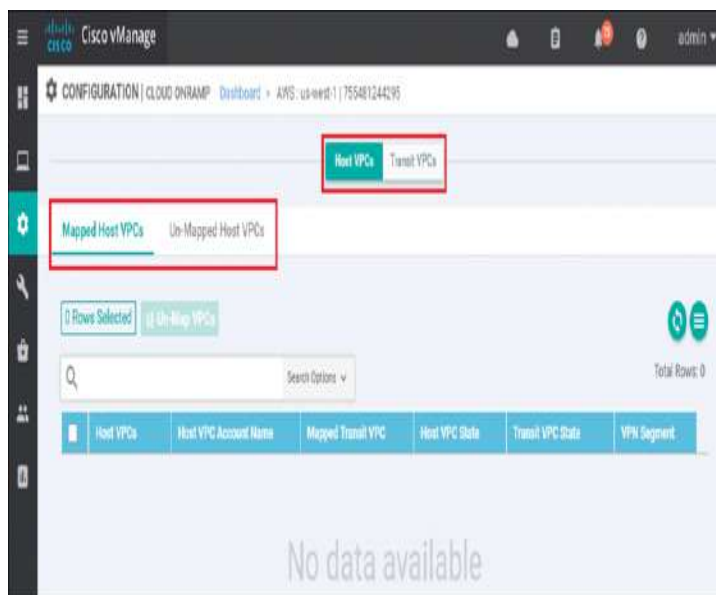 CISCO Cisco vManage admin
CONFIGURATION | CLOUD ONRAMP Dashboard > AWS : us-west-1 | 755481244295
Host VPCs Transit VPCs
Mapped Host VPCs Un-Mapped Host VPCs
0 Rows Selected Un-Map VPCs
Search Options Total Rows: 0
Host VPCs Host VPC Account Name Mapped Transit VPC Host VPC State Transit VPC State VPN Segment
No data available